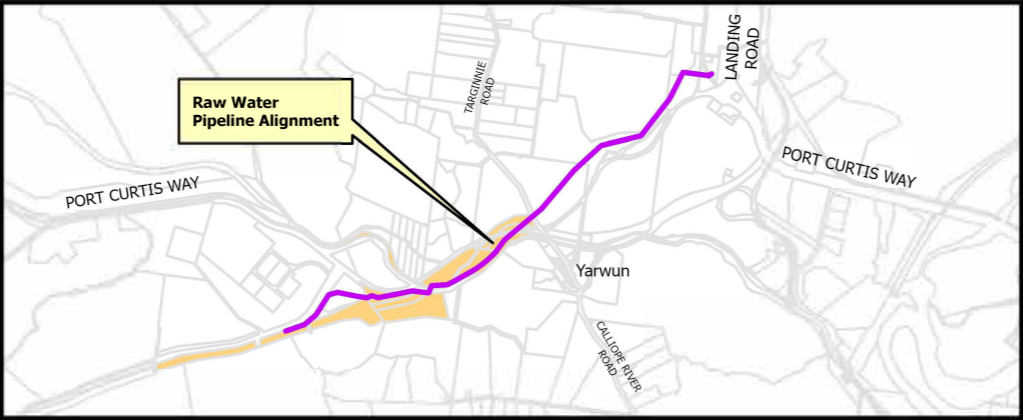 LANDING
ROAD
TARGINNIE
ROAD
Raw Water
Pipeline Alignment
PORT CURTIS WAY
PORT CURTIS WAY
Yarwun
CALLIOPE RIVER
ROAD